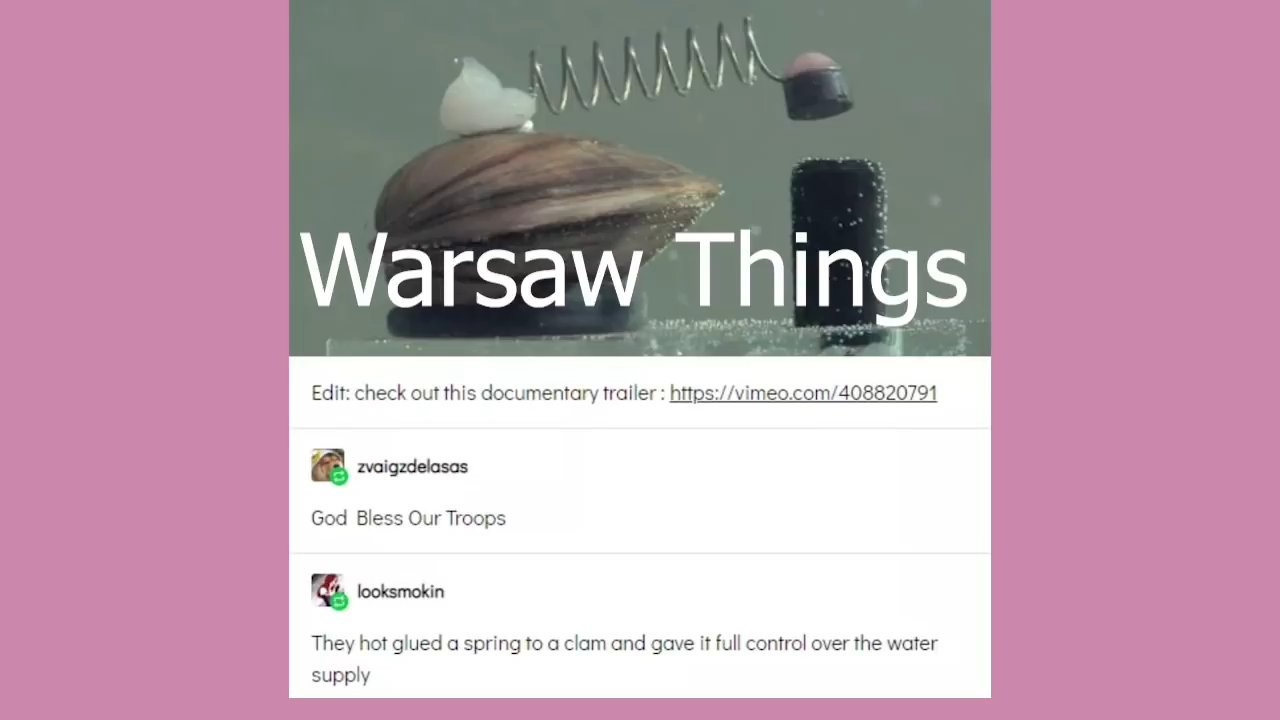 Warsaw Things
Edit: check out this documentary trailer : https://vimeo.com/408820791
zvaigzdelasas
God Bless Our Troops
looksmokin
They hot glued a spring to a clam and gave it full control over the water
supply